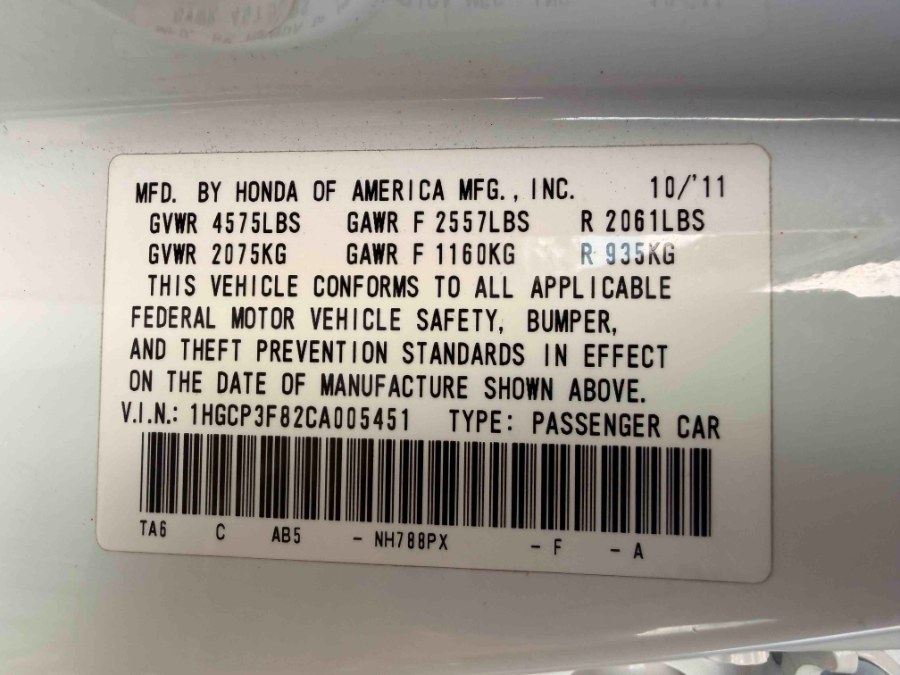 MFD. BY HONDA OF AMERICA MFG., INC. 10/'11
GVWR 4575LBS GAWR F 2557LBS R 2061LBS
GVWR 2075KG GAWR F 1160KG R 935KG
THIS VEHICLE CONFORMS TO ALL APPLICABLE
FEDERAL MOTOR VEHICLE SAFETY, BUMPER,
AND THEFT PREVENTION STANDARDS IN EFFECT
ON THE DATE OF MANUFACTURE SHOWN ABOVE.
V.I.N.: 1HGCP3F82CA005451 TYPE: PASSENGER CAR
TA6 C AB5 - NH788PX - F - A